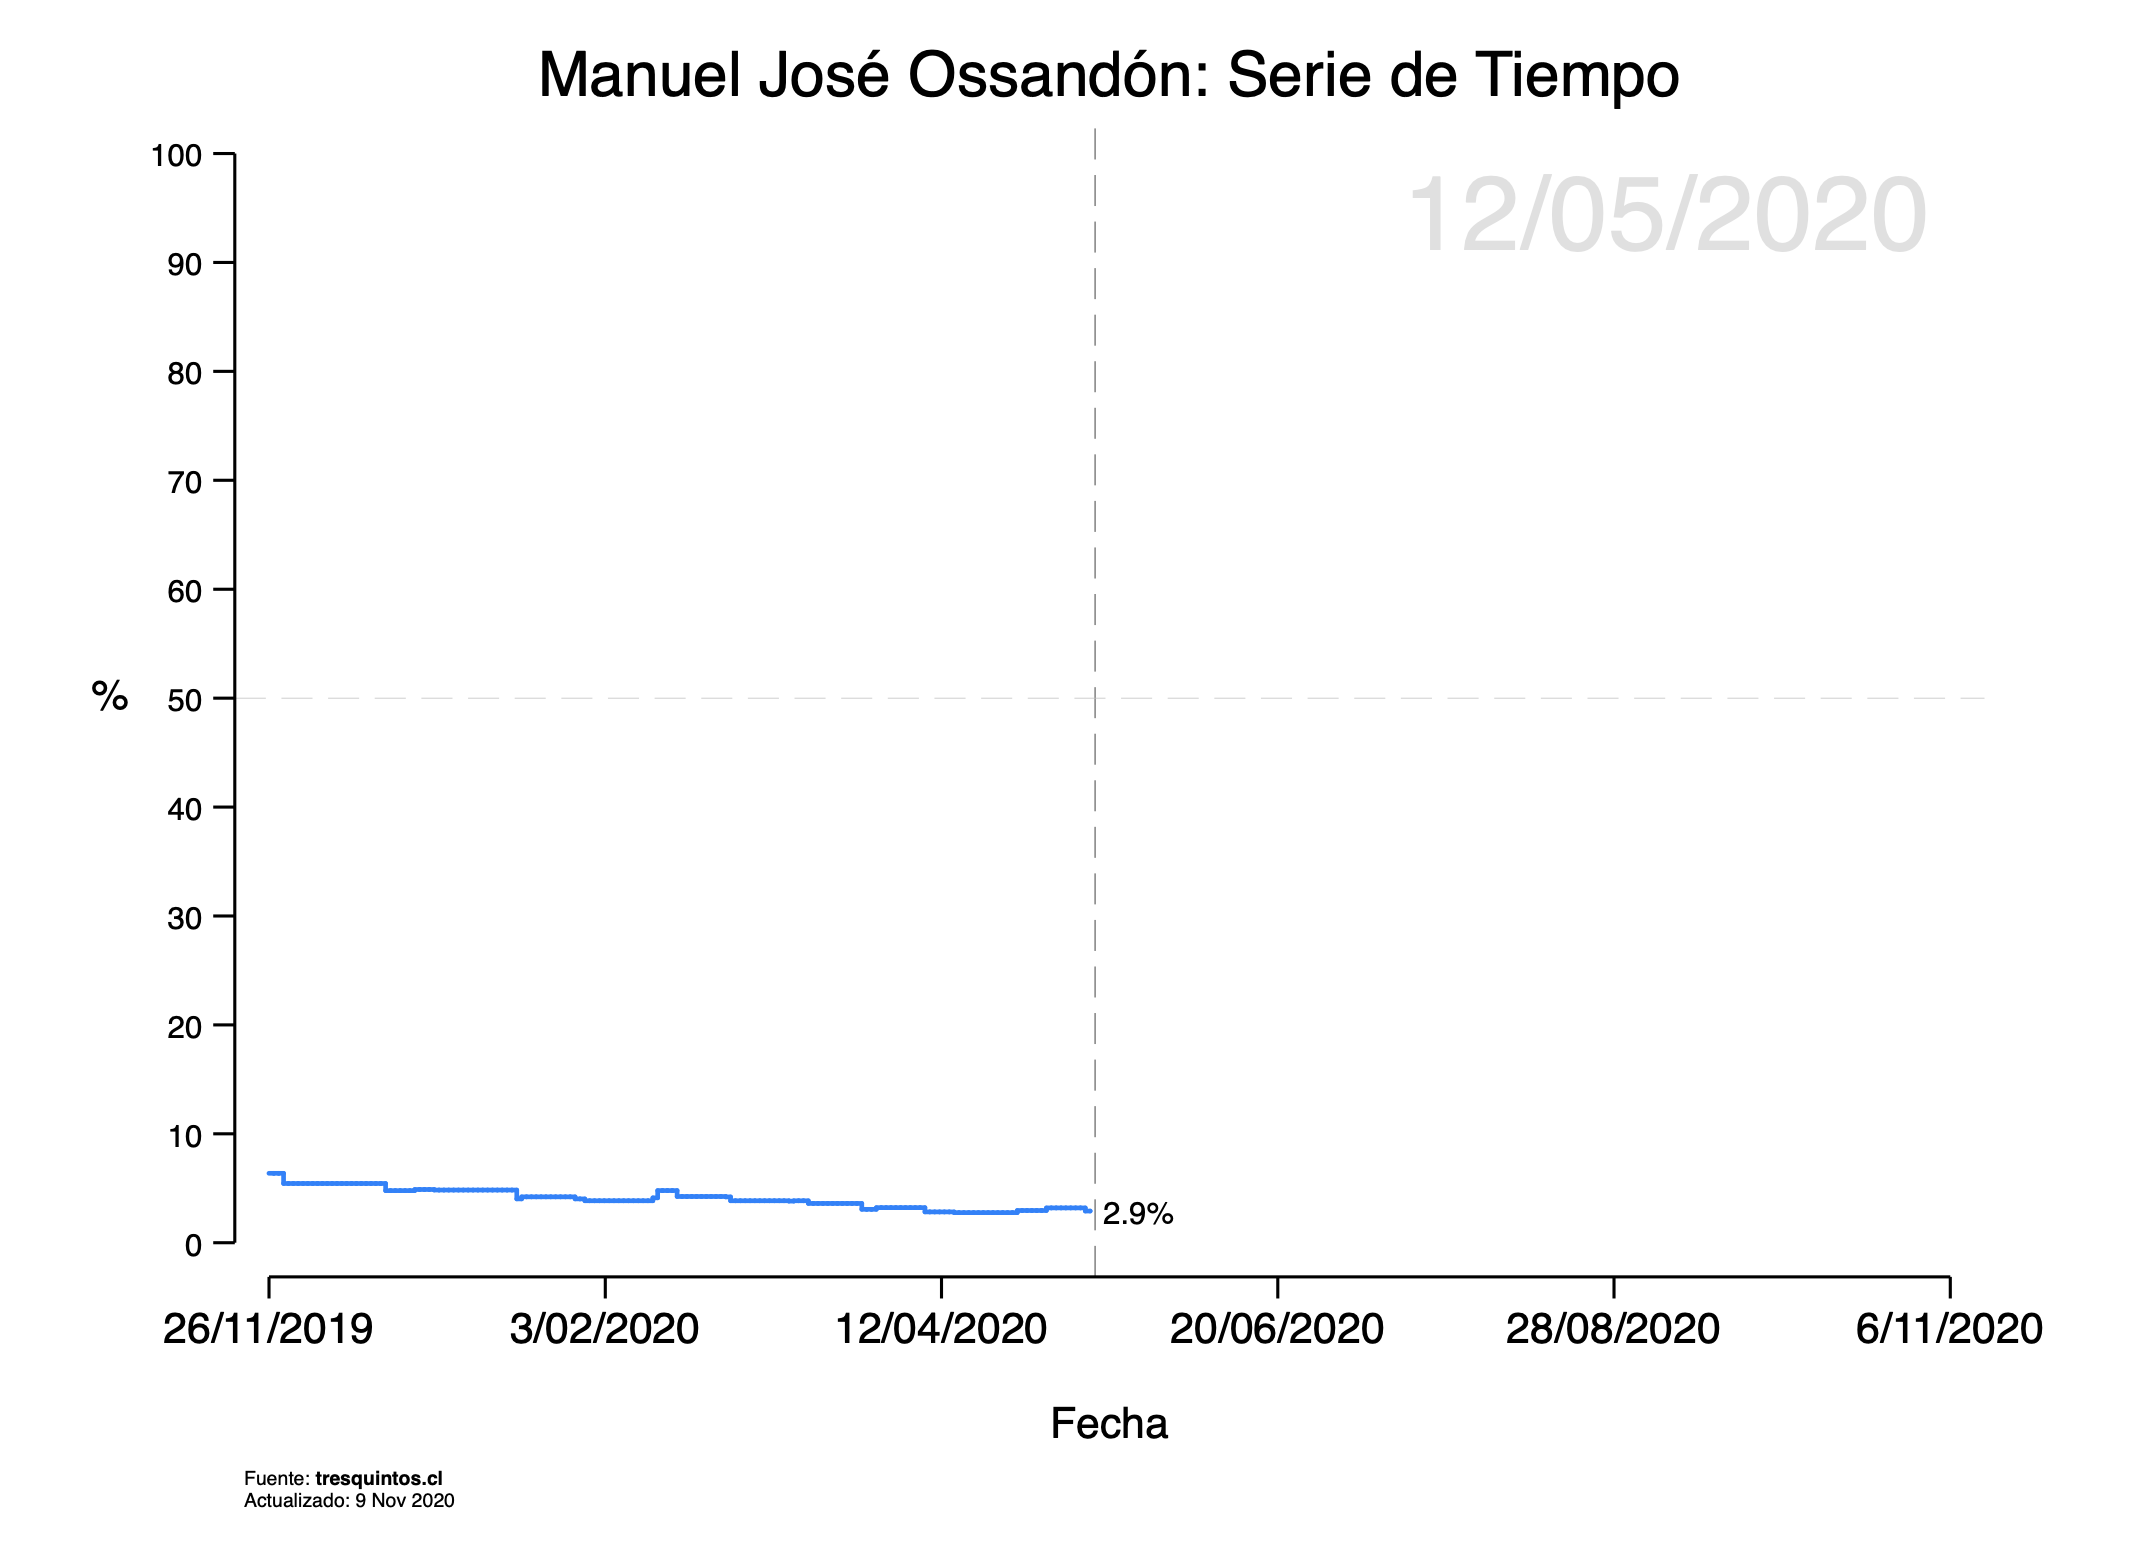 Manuel José Ossandón: Serie de Tiempo
12/05/2020
100
90
80
70
60
%
50
40
30
20
10
0
2.9%
26/11/2019 3/02/2020 12/04/2020 20/06/2020 28/08/2020 6/11/2020
Fecha
Fuente: tresquintos.cl
Actualizado: 9 Nov 2020